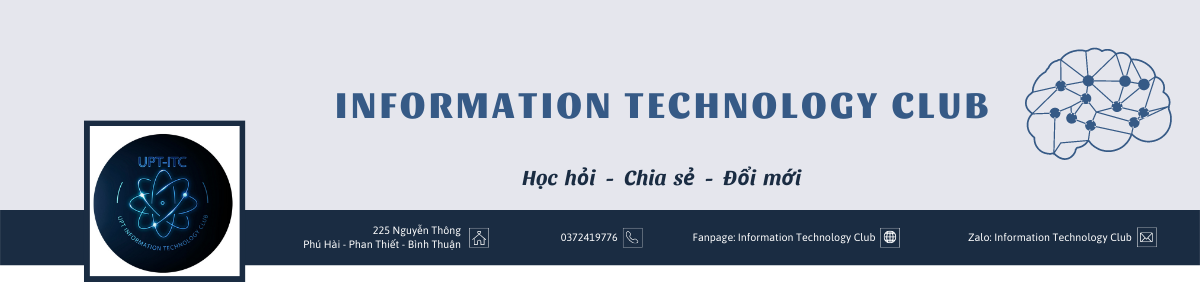 INFORMATION TECHNOLOGY CLUB
Học hỏi - Chia sẻ - Đổi mới
UPT-ITC
UPT INFORMATION TECHNOLOGY CLUB
225 Nguyễn Thông
Phú Hài - Phan Thiết - Bình Thuận
0372419776
Fanpage: Information Technology Club
Zalo: Information Technology Club